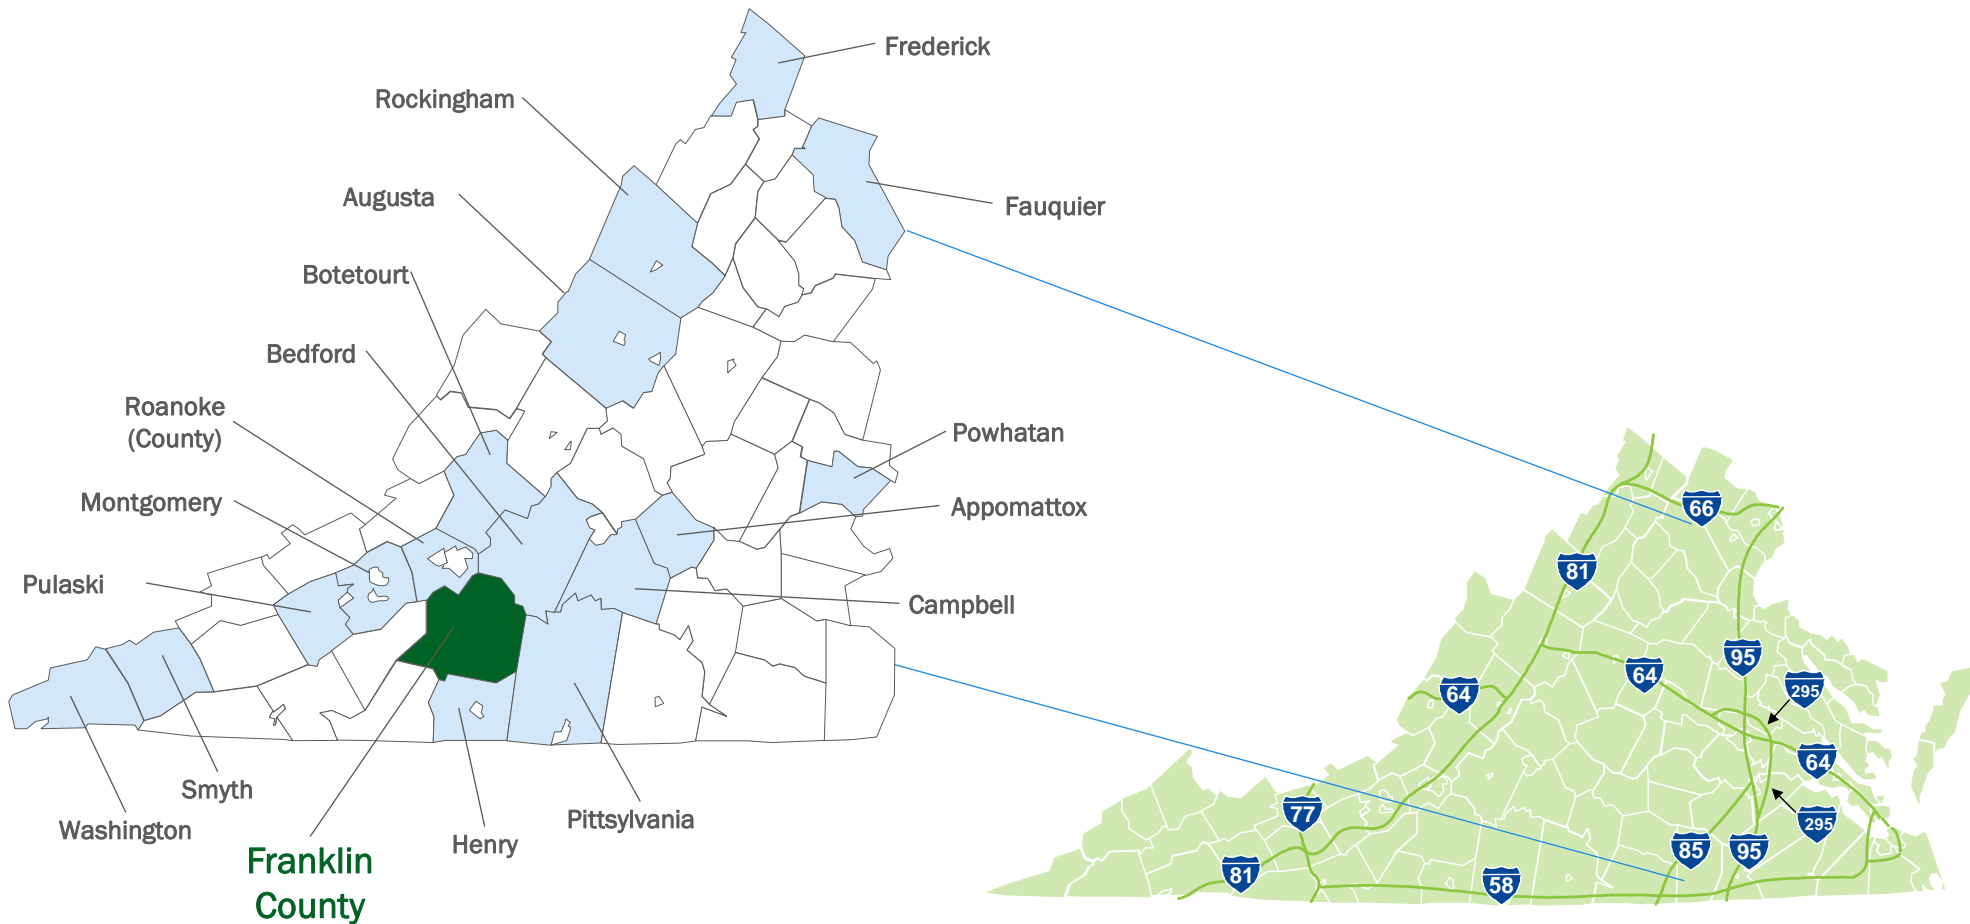 Frederick
Rockingham
Augusta
Fauquier
Botetourt
Bedford
Roanoke
(County)
Powhatan
Montgomery
Appomattox
Pulaski
Campbell
Smyth
Washington
Pittsylvania
Henry
Franklin
County
66
81
95
64
64
295
64
77
295
85
95
81
58